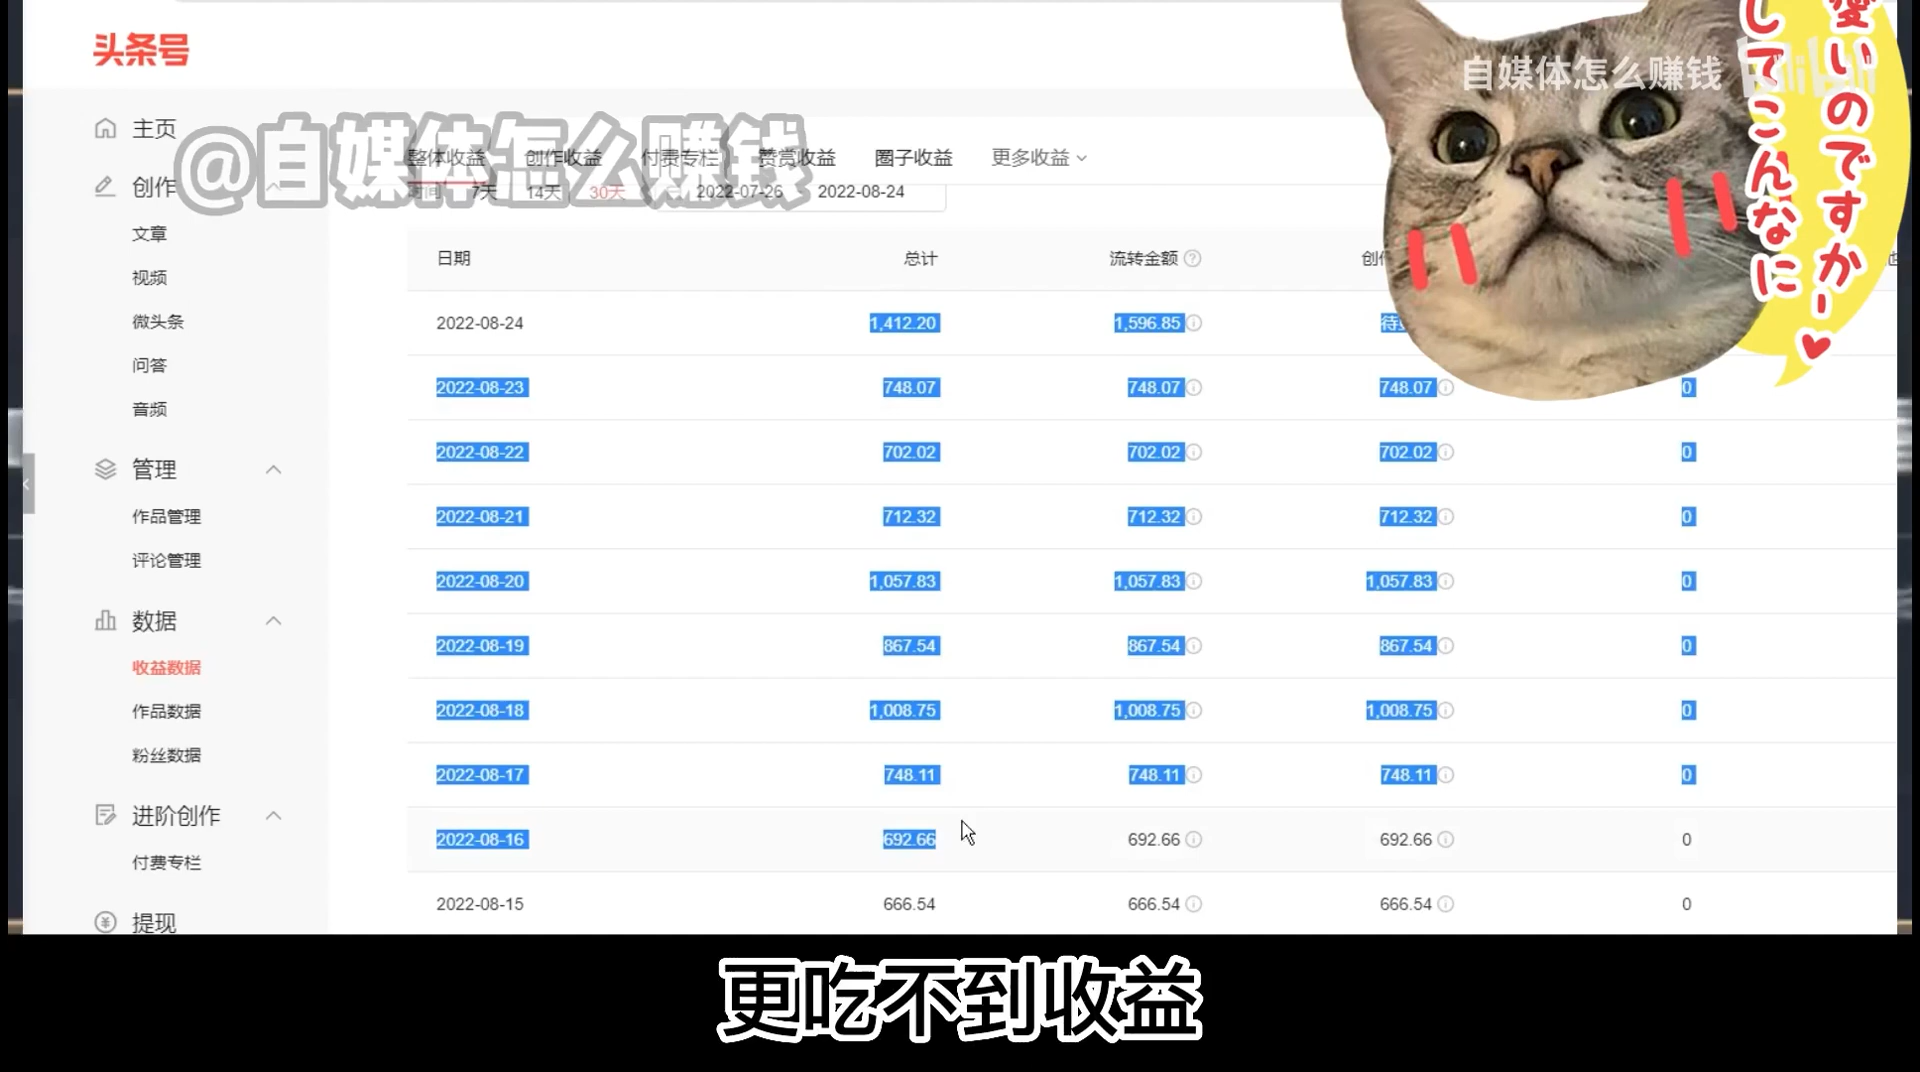 头条号
自媒体怎么赚钱
愛いのですかー♥
してこんなに
@自媒体怎么赚钱
主页
创作
文章
视频
微头条
问答
音频
管理
作品管理
评论管理
数据
收益数据
作品数据
粉丝数据
进阶创作
付费专栏
提现
整体收益 创作收益 付费专栏 赞赏收益 圈子收益 更多收益
时间 7天 14天 30天 2022-07-26 2022-08-24
日期 总计 流转金额
2022-08-24 1,412.20 1,596.85
2022-08-23 748.07 748.07 748.07 0
2022-08-22 702.02 702.02 702.02 0
2022-08-21 712.32 712.32 712.32 0
2022-08-20 1,057.83 1,057.83 1,057.83 0
2022-08-19 867.54 867.54 867.54 0
2022-08-18 1,008.75 1,008.75 1,008.75 0
2022-08-17 748.11 748.11 748.11 0
2022-08-16 692.66 692.66 692.66 0
2022-08-15 666.54 666.54 666.54 0
更吃不到收益